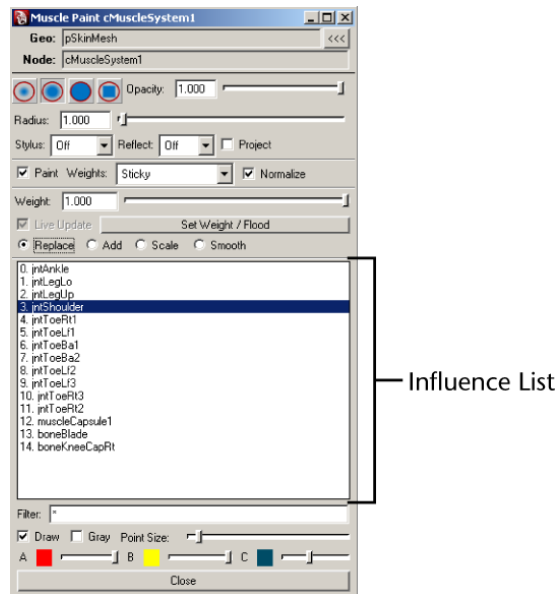 Muscle Paint cMuscleSystem1
Geo: pSkinMesh <<<
Node: cMuscleSystem1
Opacity: 1.000
Radius: 1.000
Stylus: Off Reflect: Off Project
Paint Weights: Sticky Normalize
Weight: 1.000
Live Update Set Weight / Flood
Replace Add Scale Smooth
0. jntAnkle
1. jntLegLo
2. jntLegUp
3. jntShoulder
4. jntToeRt1
5. jntToeLf1
6. jntToeBa1
7. jntToeBa2
8. jntToeLf2
9. jntToeLf3
10. jntToeRt3
11. jntToeRt2
12. muscleCapsule1
13. boneBlade
14. boneKneeCapRt
Influence List
Filter: *
Draw Gray Point Size:
A B C
Close